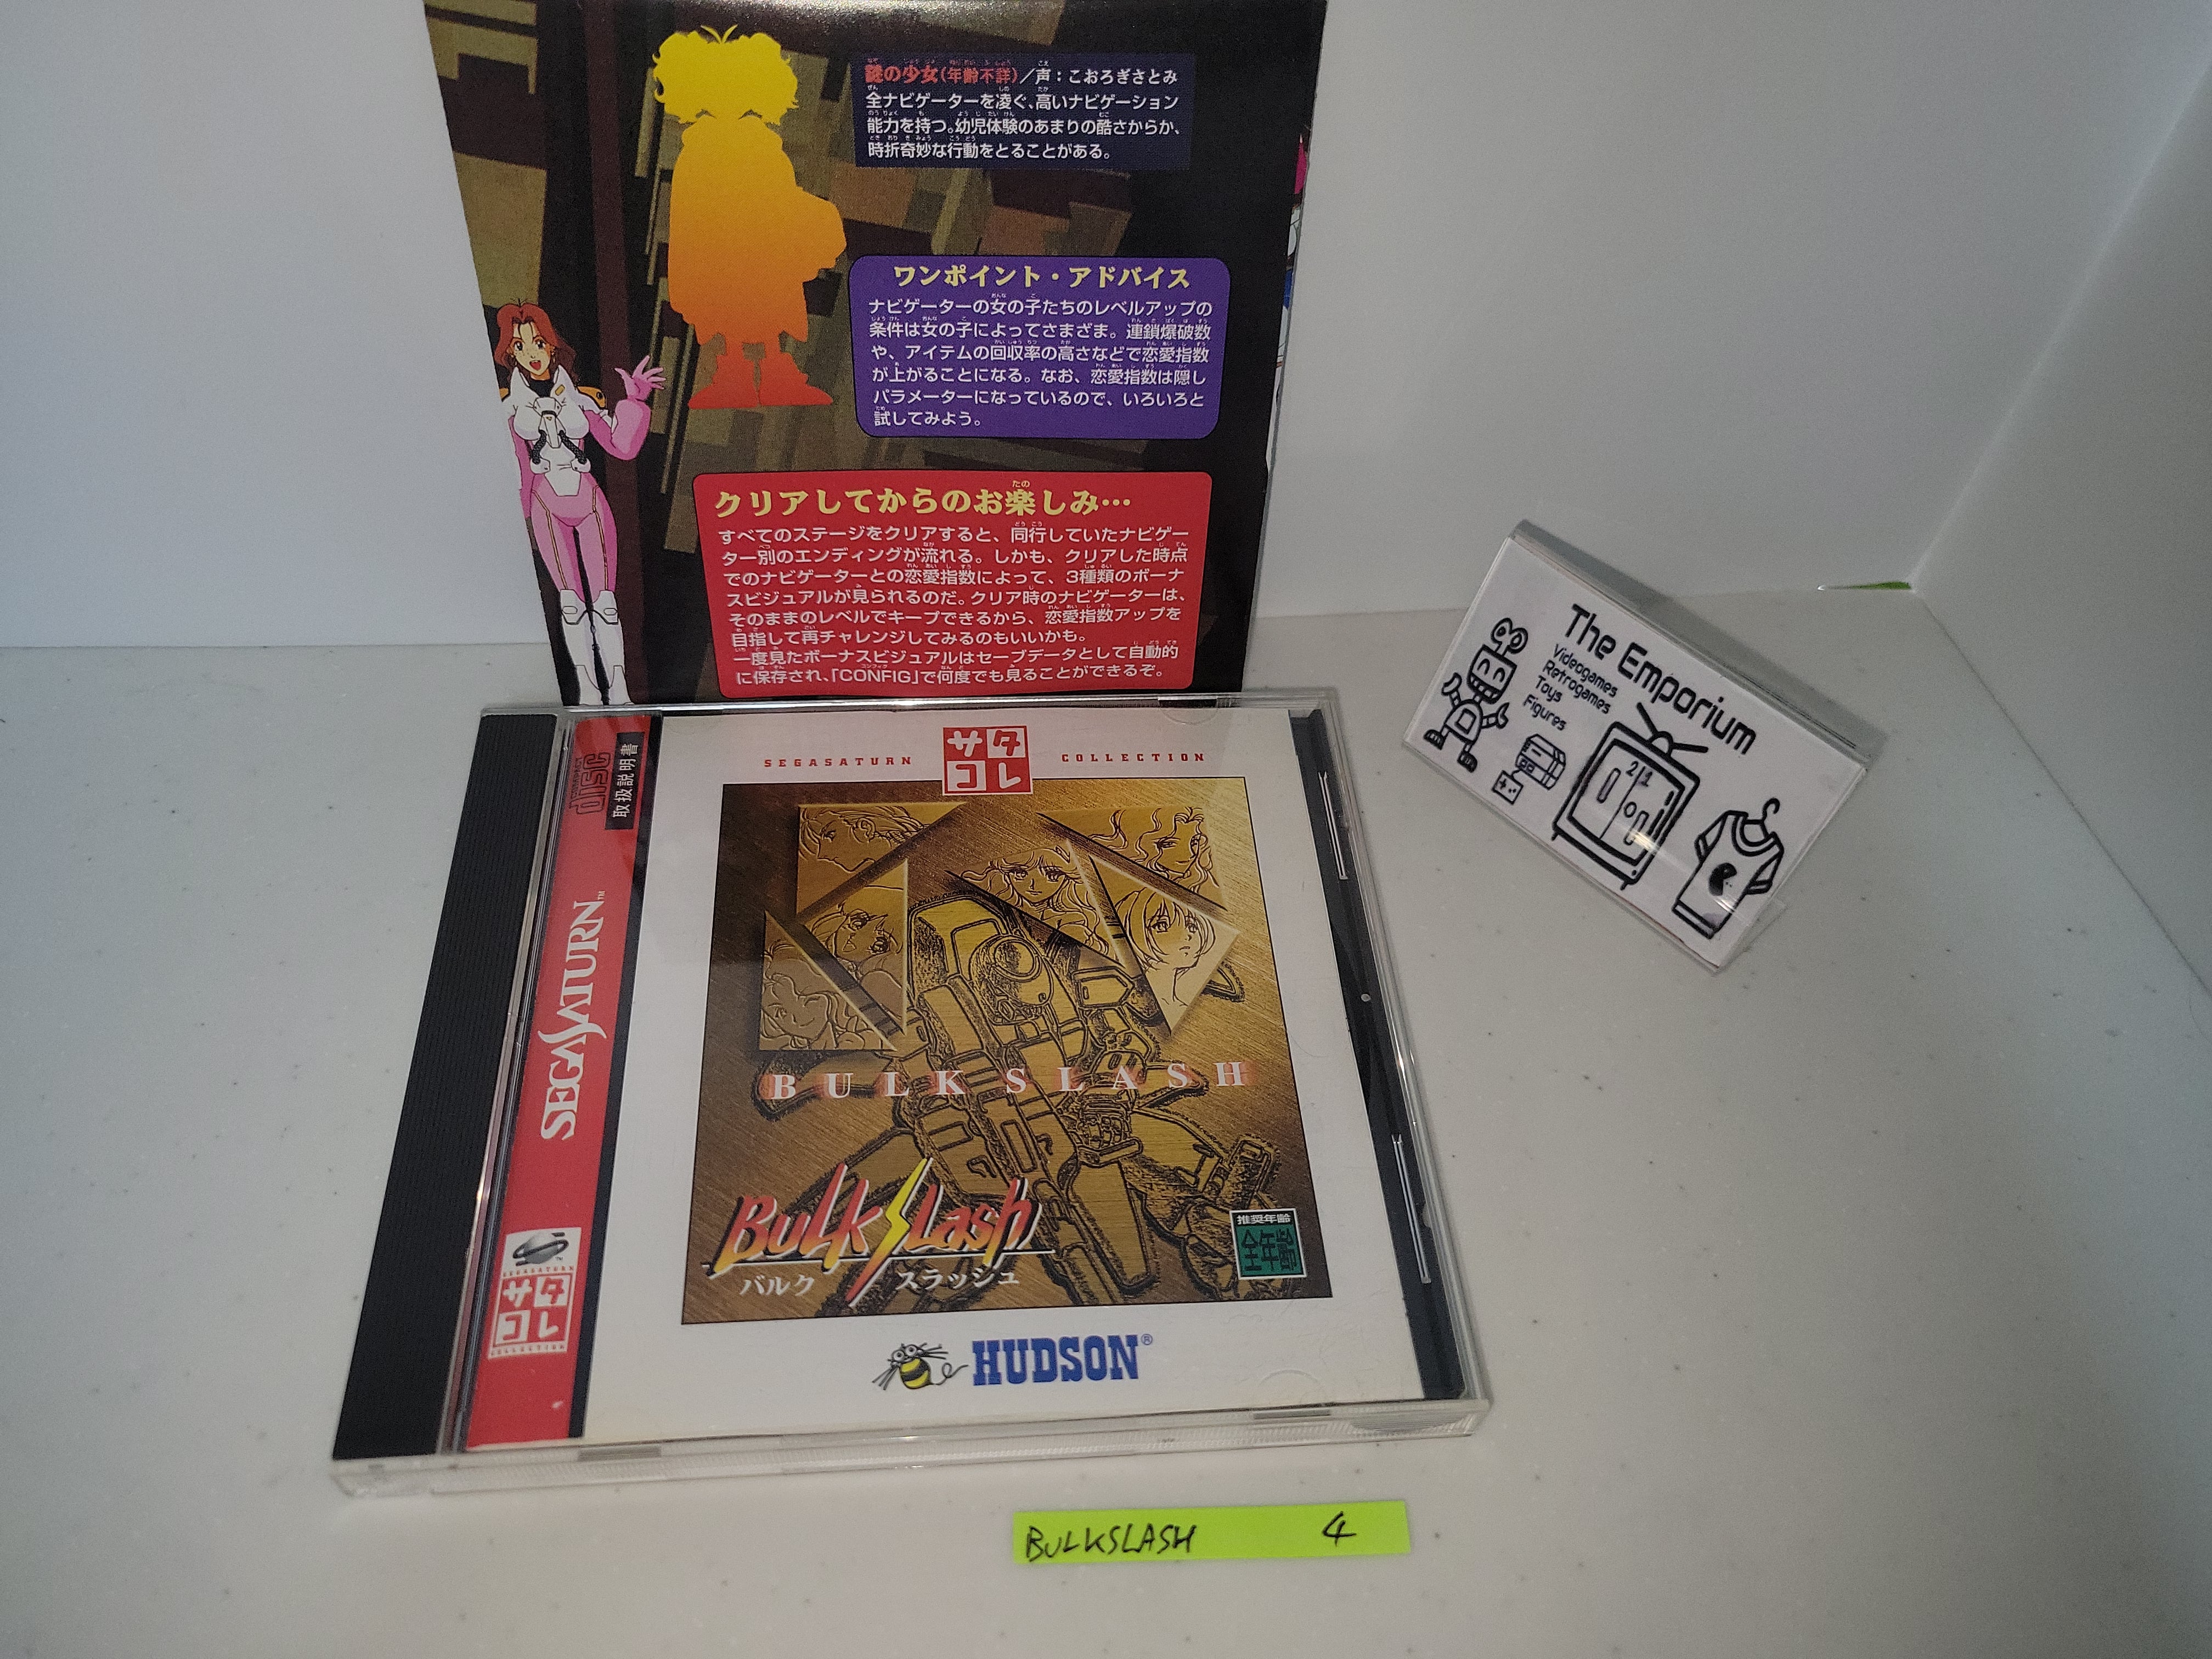 謎の少女(年齢不詳)／声：こおろぎさとみ
全ナビゲーターを凌ぐ、高いナビゲーション
能力を持つ。幼児体験のあまりの酷さからか、
時折奇妙な行動をとることがある。
ワンポイント・アドバイス
ナビゲーターの女の子たちのレベルアップの
条件は女の子によってさまざま。連鎖爆破数
や、アイテムの回収率の高さなどで恋愛指数
が上がることになる。なお、恋愛指数は隠し
パラメーターになっているので、いろいろと
試してみよう。
クリアしてからのお楽しみ…
すべてのステージをクリアすると、同行していたナビゲー
ター別のエンディングが流れる。しかも、クリアした時点
でのナビゲーターとの恋愛指数によって、3種類のボーナ
スビジュアルが見られるのだ。クリア時のナビゲーターは、
そのままのレベルでキープできるから、恋愛指数アップを
目指して再チャレンジしてみるのもいいかも。
一度見たボーナスビジュアルはセーブデータとして自動的
に保存され、「CONFIG」で何度でも見ることができるぞ。
The Emporium
Videogames
Retrogames
Toys
Figures
21
COMPACT
disc
取扱説明書
SEGASATURN™
SEGASATURN
サタ
コレ
COLLECTION
SEGASATURN
サタ
コレ
COLLECTION
BULK SLASH
Bulk Slash
バルク スラッシュ
推奨年齢
全年齢
HUDSON®
BULKSLASH 4